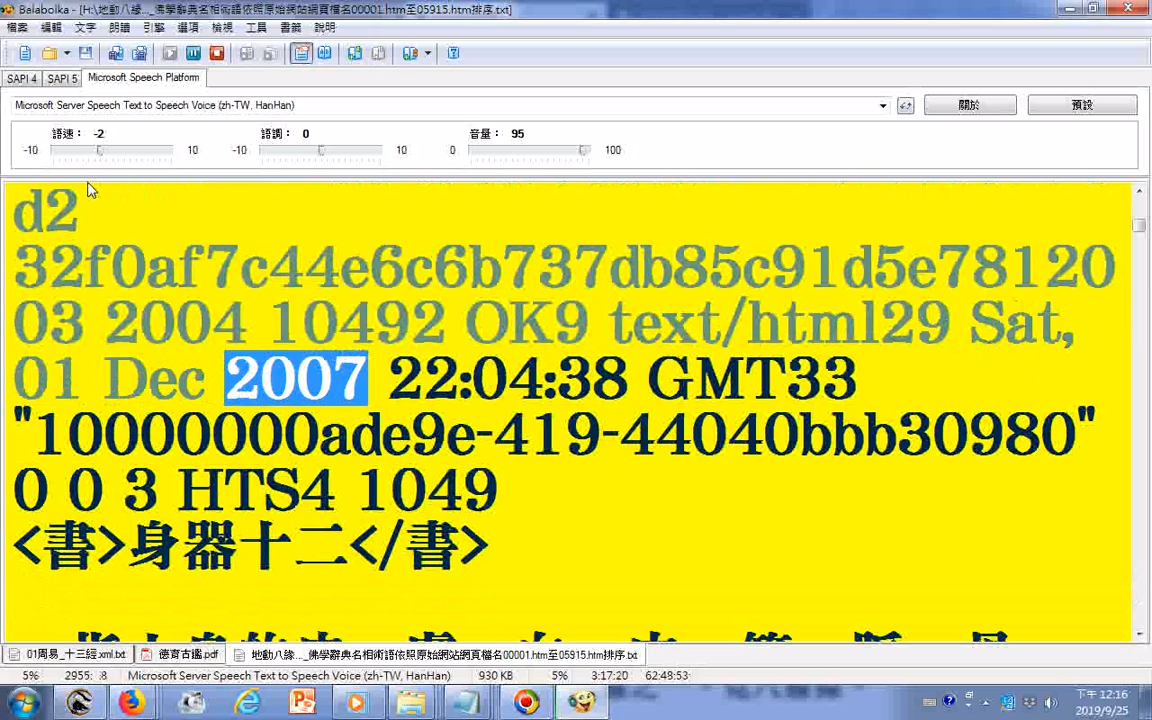 Balabolka - [H:\地動八緣..._佛學辭典名相術語依照原始網站網頁檔名00001.htm至05915.htm排序.txt]
檔案 編輯 文字 朗讀 引擎 選項 檢視 工具 書籤 說明
SAPI 4 SAPI 5 Microsoft Speech Platform
Microsoft Server Speech Text to Speech Voice (zh-TW, HanHan) 關於 預設
語速： -2 語調： 0 音量： 95
-10 10 -10 10 0 100
d2
32f0af7c44e6c6b737db85c91d5e78120
03 2004 10492 OK9 text/html29 Sat,
01 Dec 2007 22:04:38 GMT33
"10000000ade9e-419-44040bbb30980"
0 0 3 HTS4 1049
<書>身器十二</書>
01周易_十三經.xml.txt 德育古鑑.pdf 地動八緣..._佛學辭典名相術語依照原始網站網頁檔名00001.htm至05915.htm排序.txt
5% Microsoft Server Speech Text to Speech Voice (zh-TW, HanHan) 930 KB 5% 3:17:20 62:48:53
下午 12:16
2019/9/25